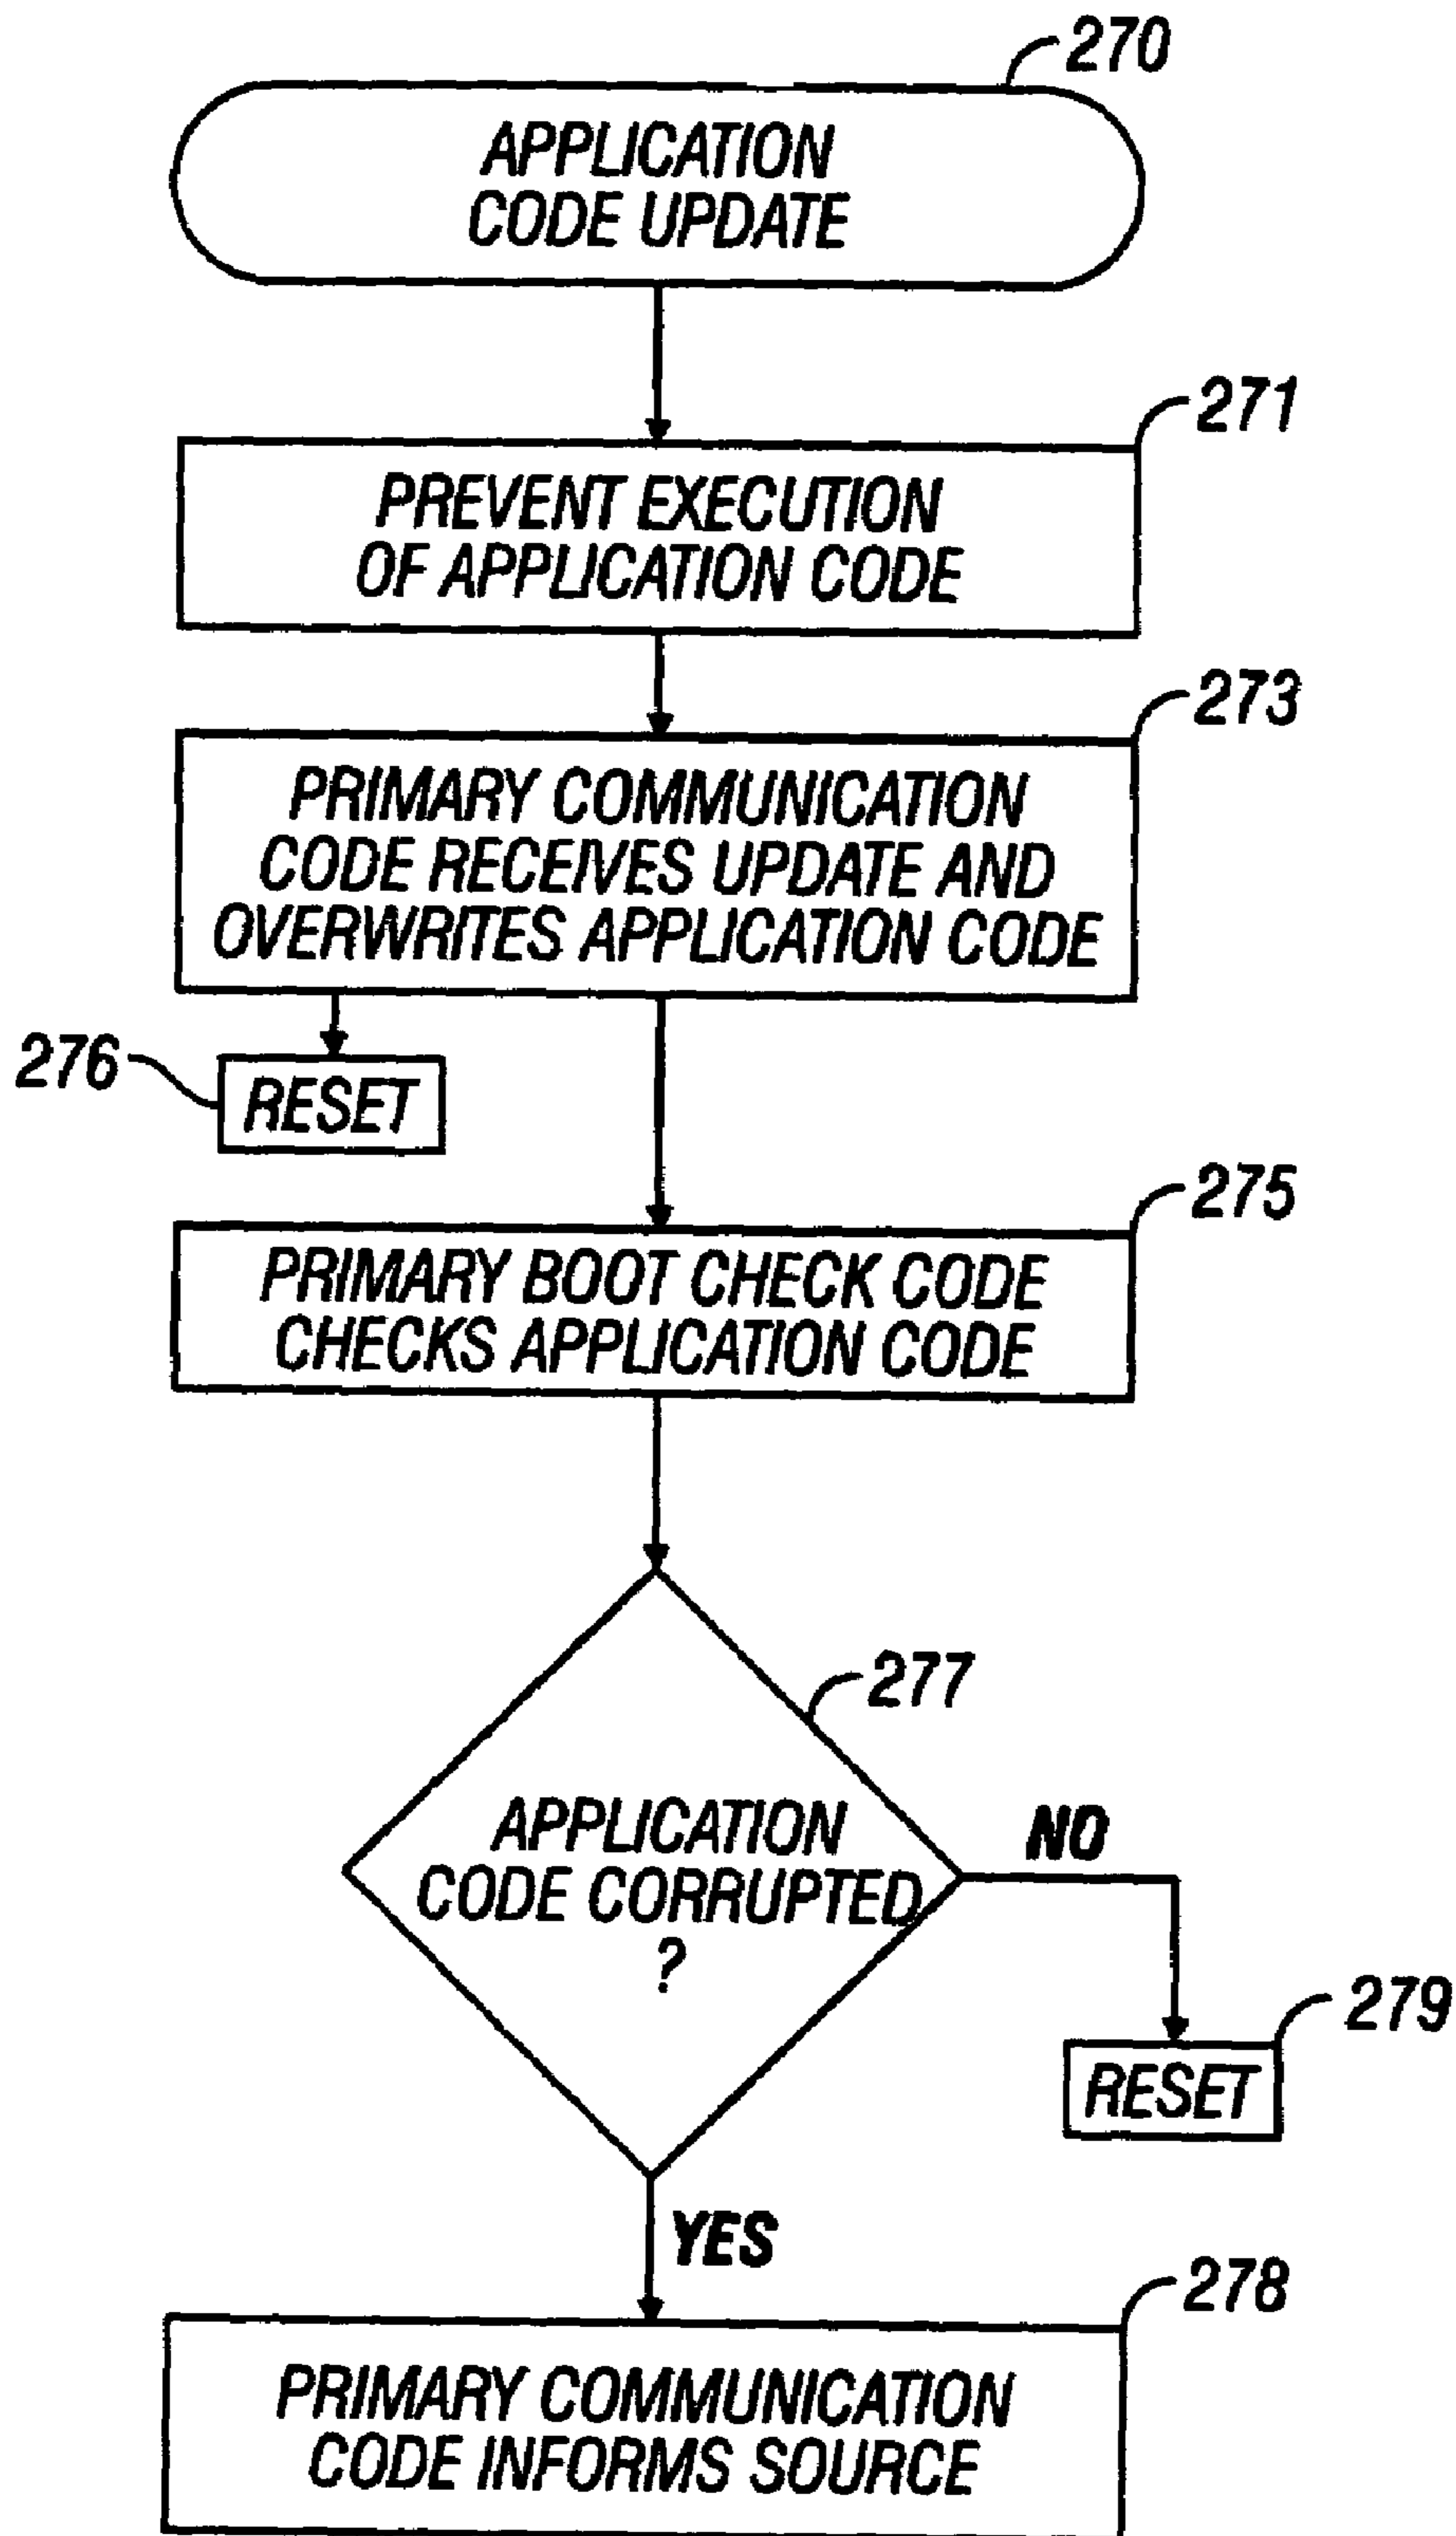 270
APPLICATION
CODE UPDATE
271
PREVENT EXECUTION
OF APPLICATION CODE
273
PRIMARY COMMUNICATION
CODE RECEIVES UPDATE AND
OVERWRITES APPLICATION CODE
276
RESET
275
PRIMARY BOOT CHECK CODE
CHECKS APPLICATION CODE
277
APPLICATION
CODE CORRUPTED
?
NO
279
RESET
YES
278
PRIMARY COMMUNICATION
CODE INFORMS SOURCE